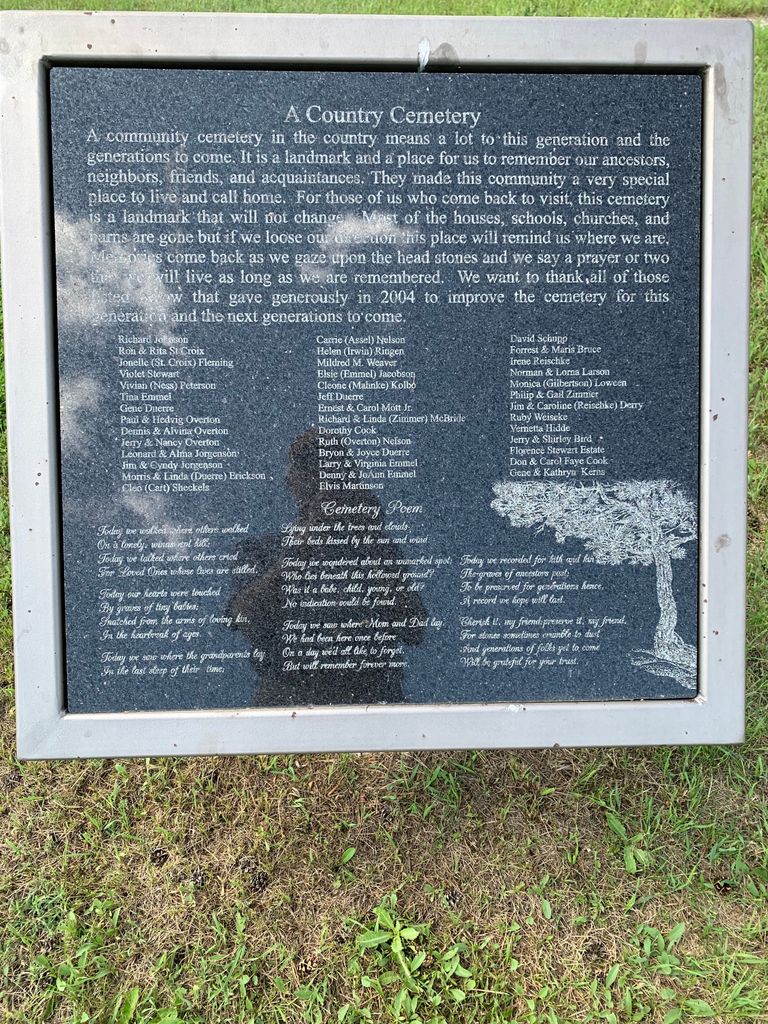 A Country Cemetery
A community cemetery in the country means a lot to this generation and the
generations to come. It is a landmark and a place for us to remember our ancestors,
neighbors, friends, and acquaintances. They made this community a very special
place to live and call home. For those of us who come back to visit, this cemetery
is a landmark that will not change. Most of the houses, schools, churches, and
barns are gone but if we loose our direction this place will remind us where we are.
Memories come back as we gaze upon the head stones and we say a prayer or two
they will live as long as we are remembered. We want to thank all of those
listed below that gave generously in 2004 to improve the cemetery for this
generation and the next generations to come.
Richard Johnson
Ron & Rita St Croix
Jonelle (St. Croix) Fleming
Violet Stewart
Vivian (Ness) Peterson
Tina Emmel
Gene Duerre
Paul & Hedvig Overton
Dennis & Alvina Overton
Jerry & Nancy Overton
Leonard & Alma Jorgenson
Jim & Cyndy Jorgenson
Morris & Linda (Duerre) Erickson
Cleo (Cart) Sheckels
Carrie (Assel) Nelson
Helen (Irwin) Ringen
Mildred M. Weaver
Elsie (Emmel) Jacobson
Cleone (Mahnke) Kolbo
Jeff Duerre
Ernest & Carol Mott Jr.
Richard & Linda (Zimmer) McBride
Dorothy Cook
Ruth (Overton) Nelson
Bryon & Joyce Duerre
Larry & Virginia Emmel
Denny & JoAnn Emmel
Elvis Martinson
David Schupp
Forrest & Maris Bruce
Irene Reischke
Norman & Lorna Larson
Monica (Gilbertson) Loween
Philip & Gail Zimmer
Jim & Caroline (Reischke) Derry
Ruby Weiseke
Vernetta Hidde
Jerry & Shirley Bird
Florence Stewart Estate
Don & Carol Faye Cook
Gene & Kathryn Kerns
Cemetery Poem
Today we walked where others walked
On a lonely, windswept hill;
Today we talked where others cried
For Loved Ones whose lives are stilled.
Today our hearts were touched
By graves of tiny babies;
Snatched from the arms of loving kin,
In the heartbreak of ages.
Today we saw where the grandparents lay
In the last sleep of their time;
Lying under the trees and clouds
Their beds kissed by the sun and wind.
Today we wondered about an unmarked spot;
Who lies beneath this hollowed ground?
Was it a babe, child, young, or old?
No indication could be found.
Today we saw where Mom and Dad lay.
We had been here once before
On a day we'd all like to forget,
But will remember forever more.
Today we recorded for kith and kin
The graves of ancestors past;
To be preserved for generations hence,
A record we hope will last.
Cherish it, my friend; preserve it, my friend,
For stones sometimes crumble to dust
And generations of folks yet to come
Will be grateful for your trust.